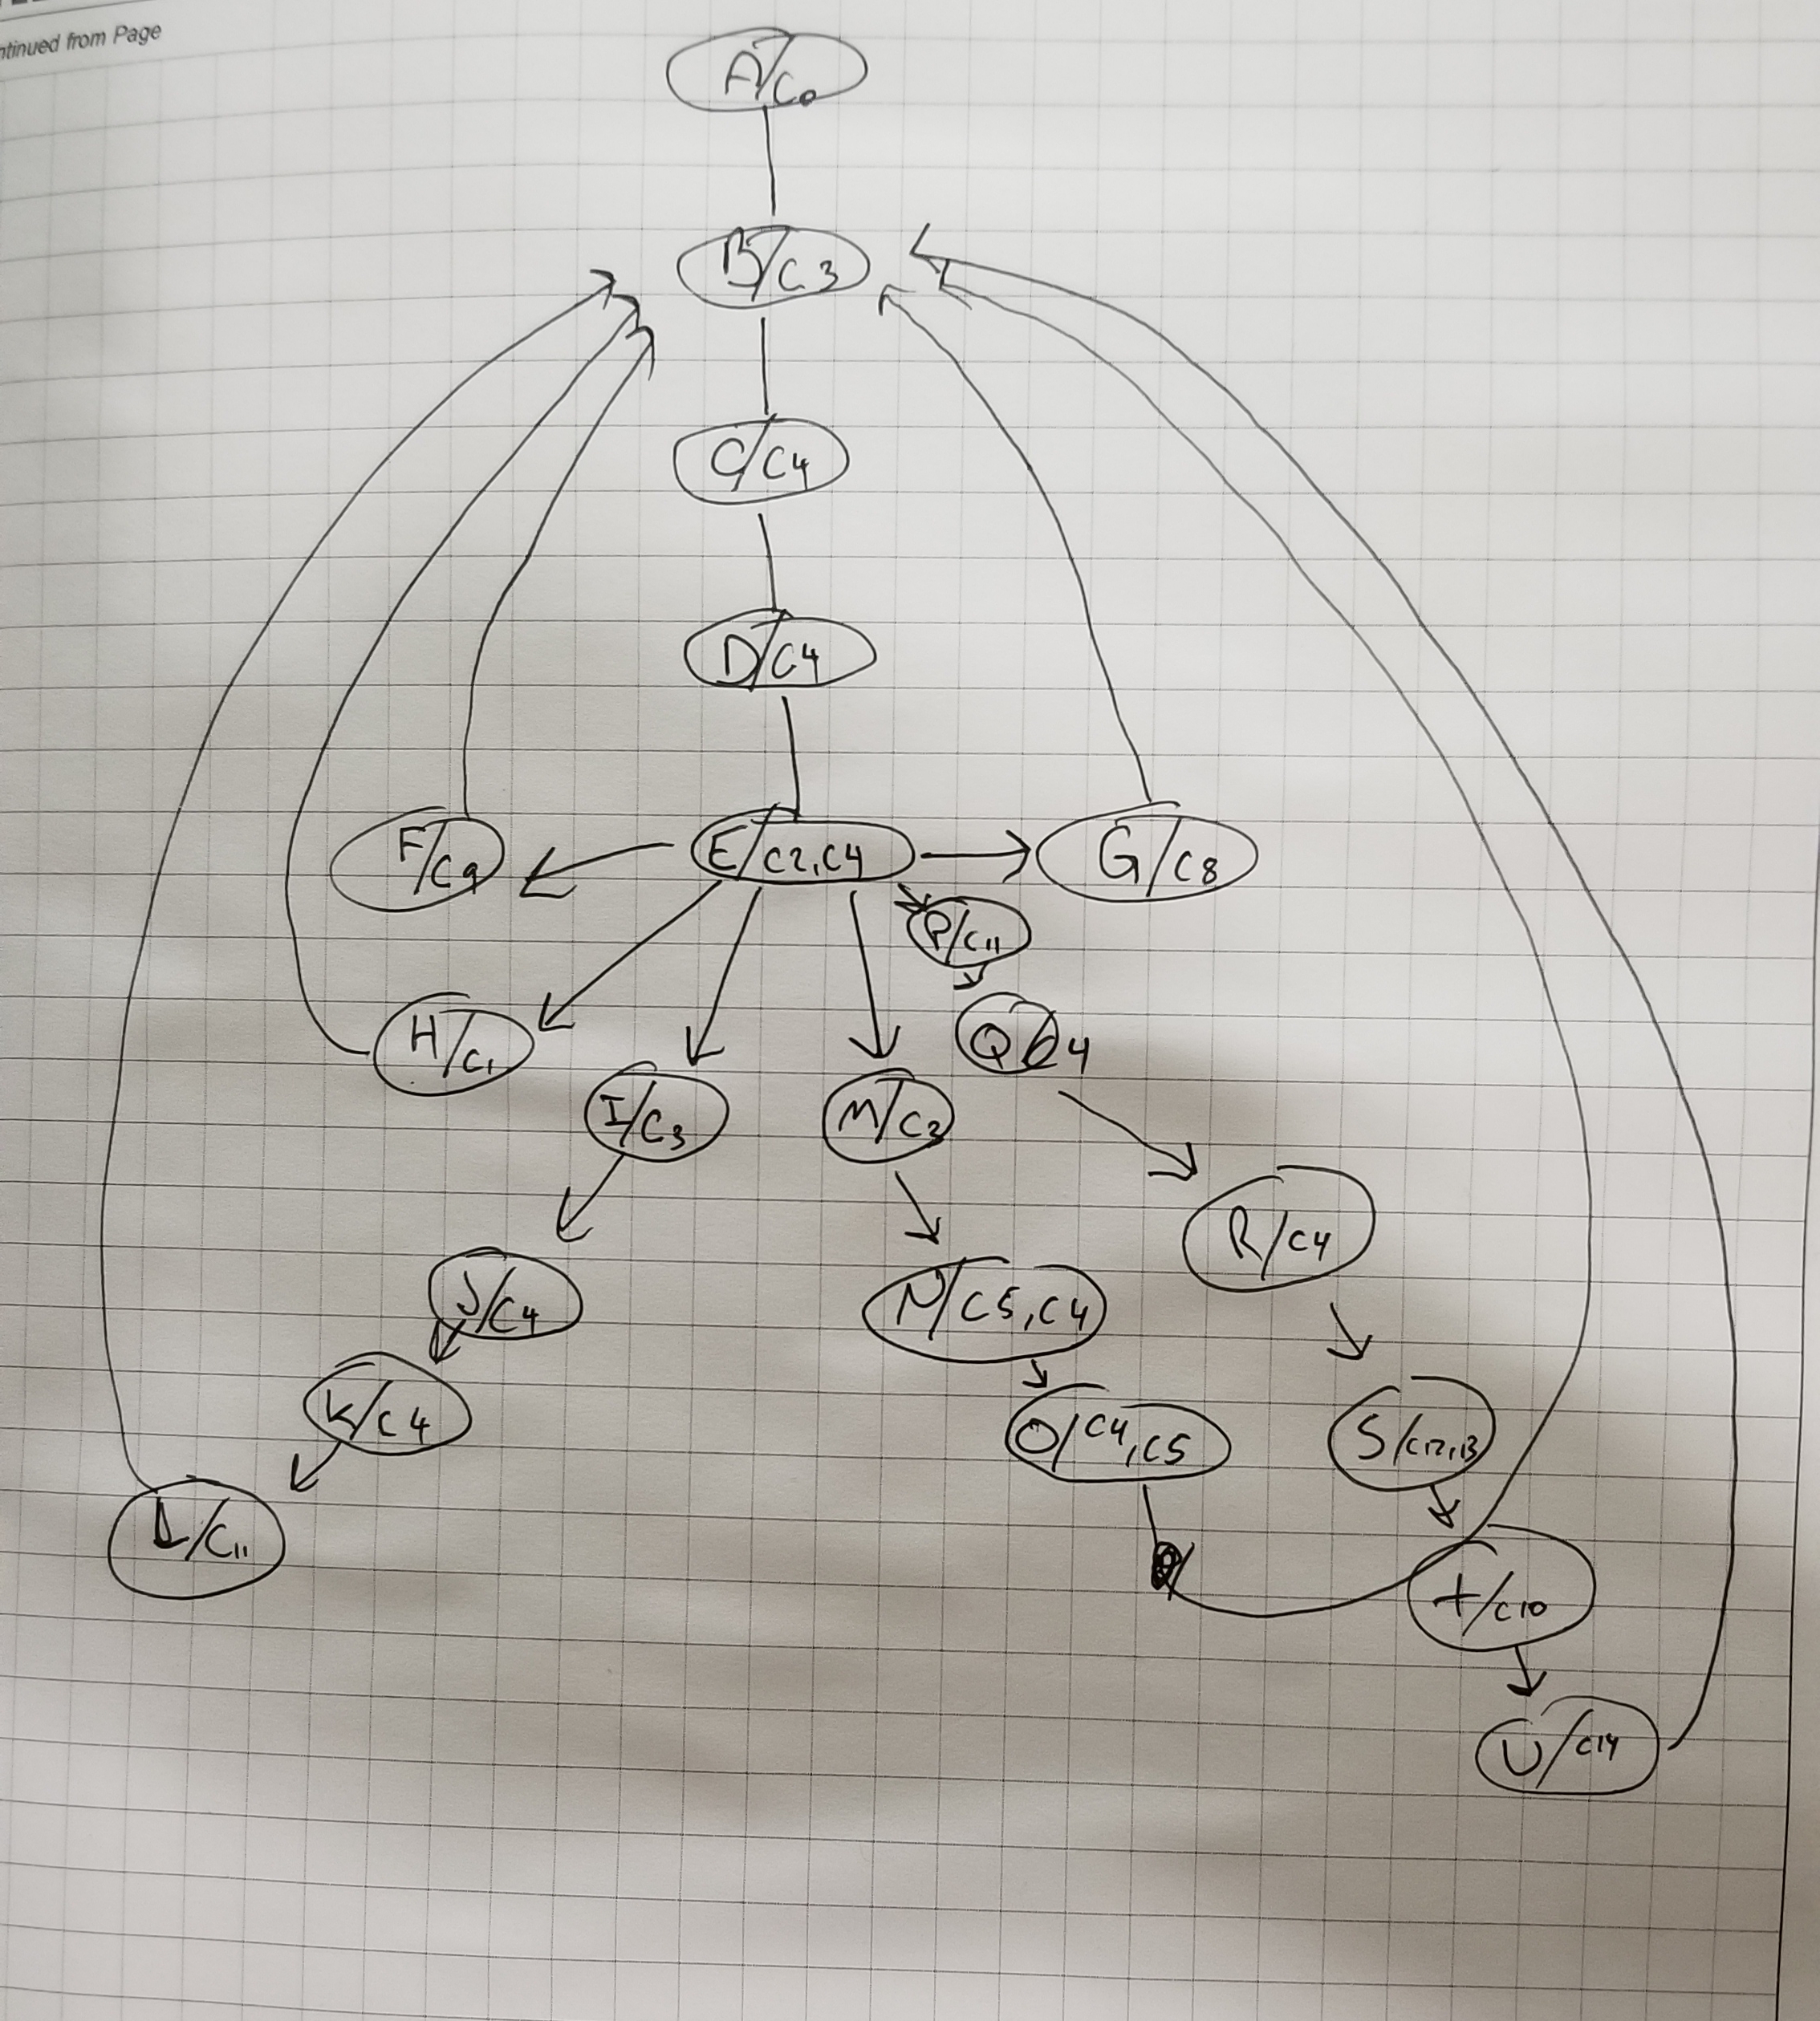 ntinued from Page
A/C0
B/C3
C/C4
D/C4
F/C9
E/C2,C4
G/C8
P/C11
H/C1
Q/C4
I/C3
M/C3
R/C4
J/C4
N/C5,C4
K/C4
O/C4,C5
S/C12,13
L/C11
t/C10
U/C14